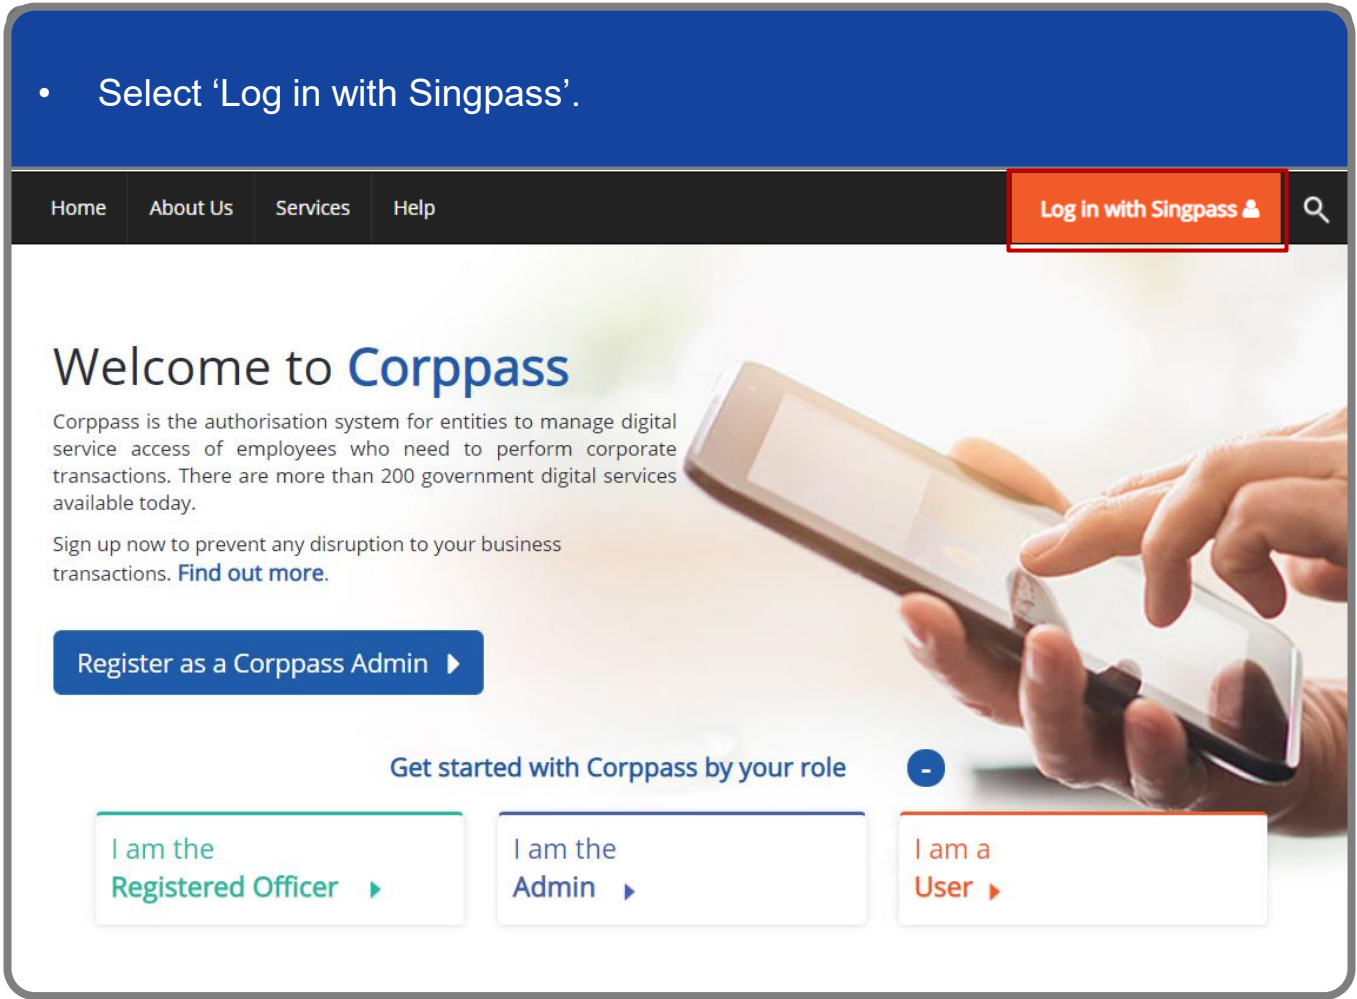 • Select ‘Log in with Singpass’.
Home About Us Services Help Log in with Singpass
Welcome to Corppass
Corppass is the authorisation system for entities to manage digital
service access of employees who need to perform corporate
transactions. There are more than 200 government digital services
available today.
Sign up now to prevent any disruption to your business
transactions. Find out more.
Register as a Corppass Admin
Get started with Corppass by your role -
I am the
Registered Officer
I am the
Admin
I am a
User